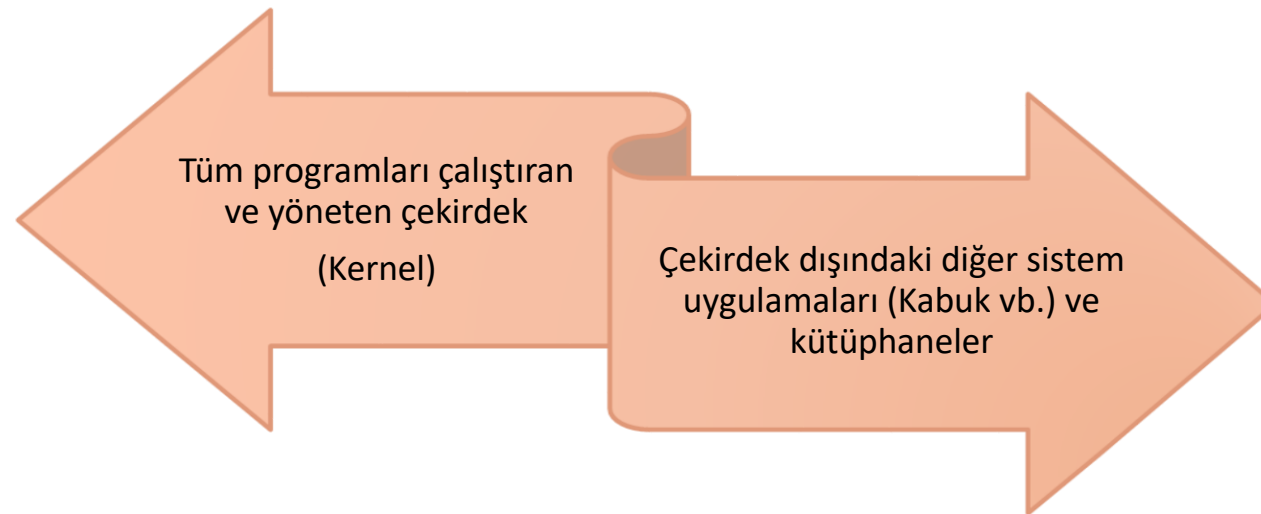 Tüm programları çalıştıran
ve yöneten çekirdek
(Kernel)
Çekirdek dışındaki diğer sistem
uygulamaları (Kabuk vb.) ve
kütüphaneler